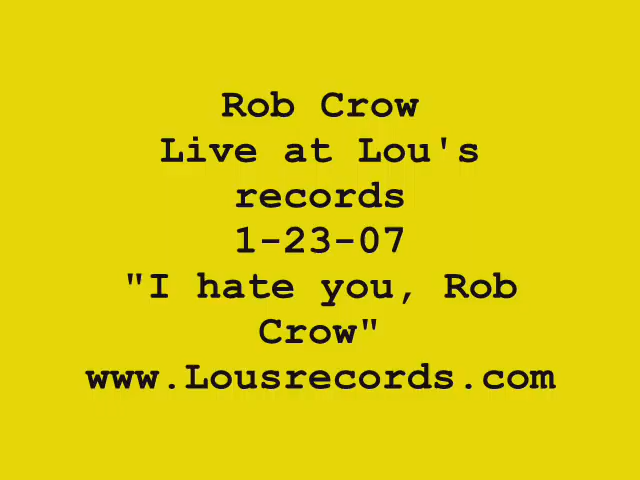 Rob Crow
Live at Lou's
records
1-23-07
"I hate you, Rob
Crow"
www.Lousrecords.com